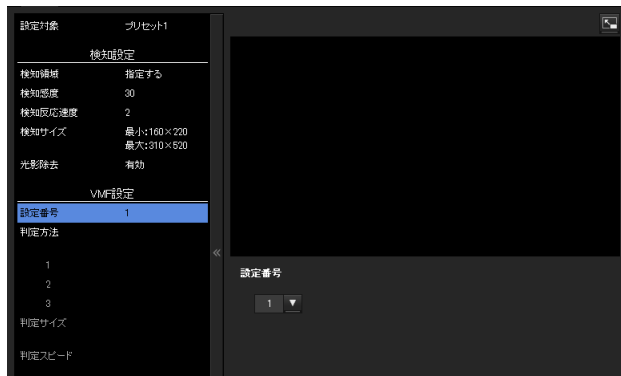 設定対象 プリセット1
検知設定
検知領域 指定する
検知感度 30
検知反応速度 2
検知サイズ 最小:160×220
最大:310×520
光影除去 有効
VMF設定
設定番号 1
判定方法
1
2
3
判定サイズ
判定スピード
«
設定番号
1 ▼